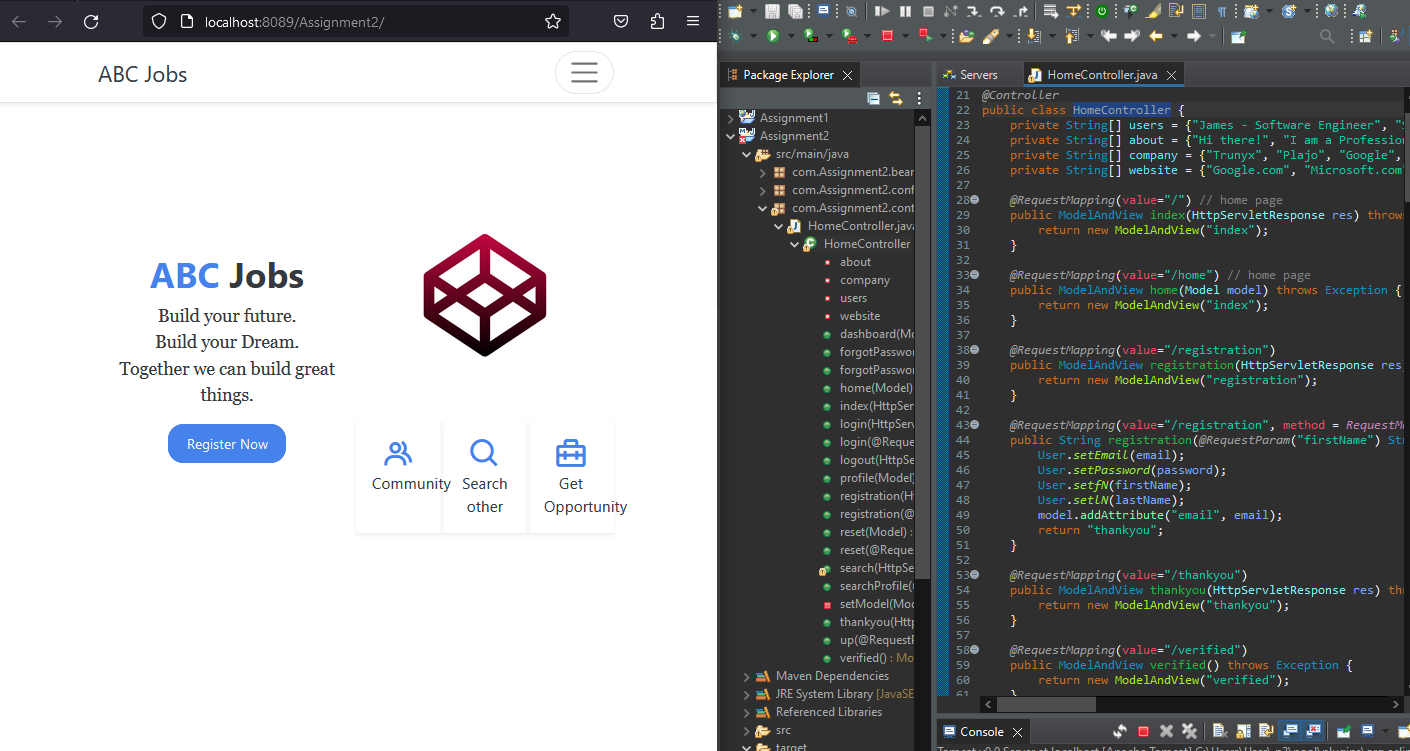 localhost:8089/Assignment2/
ABC Jobs
ABC Jobs
Build your future.
Build your Dream.
Together we can build great
things.
Register Now
Community
Search
other
Get
Opportunity
Package Explorer
Assignment1
Assignment2
src/main/java
com.Assignment2.bear
com.Assignment2.conf
com.Assignment2.cont
HomeController.java
HomeController
about
company
users
website
dashboard(Mo
forgotPasswor
forgotPasswor
home(Model)
index(HttpServ
login(HttpServ
login(@Reque
logout(HttpSe
profile(Model)
registration(Ht
registration(@
reset(Model) :
reset(@Reque
search(HttpSe
searchProfile(
setModel(Mod
thankyou(Http
up(@RequestP
verified() : Mo
Maven Dependencies
JRE System Library [JavaSE
Referenced Libraries
src
target
Servers
HomeController.java
21 @Controller
22 public class HomeController {
23 private String[] users = {"James - Software Engineer", "S
24 private String[] about = {"Hi there!", "I am a Profession
25 private String[] company = {"Trunyx", "Plajo", "Google",
26 private String[] website = {"Google.com", "Microsoft.com"
27
28 @RequestMapping(value="/") // home page
29 public ModelAndView index(HttpServletResponse res) throws
30 return new ModelAndView("index");
31 }
32
33 @RequestMapping(value="/home") // home page
34 public ModelAndView home(Model model) throws Exception {
35 return new ModelAndView("index");
36 }
37
38 @RequestMapping(value="/registration")
39 public ModelAndView registration(HttpServletResponse res)
40 return new ModelAndView("registration");
41 }
42
43 @RequestMapping(value="/registration", method = RequestMe
44 public String registration(@RequestParam("firstName") Str
45 User.setEmail(email);
46 User.setPassword(password);
47 User.setfN(firstName);
48 User.setlN(lastName);
49 model.addAttribute("email", email);
50 return "thankyou";
51 }
52
53 @RequestMapping(value="/thankyou")
54 public ModelAndView thankyou(HttpServletResponse res) thr
55 return new ModelAndView("thankyou");
56 }
57
58 @RequestMapping(value="/verified")
59 public ModelAndView verified() throws Exception {
60 return new ModelAndView("verified");
61 }
Console